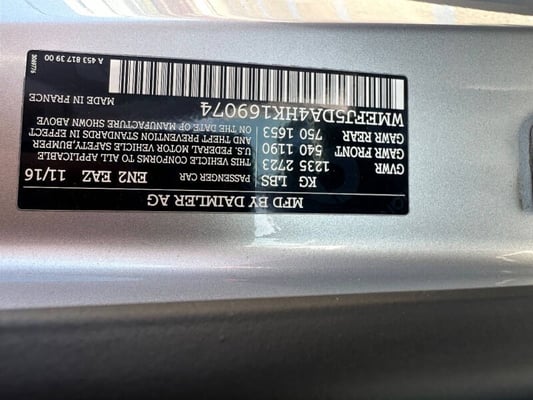 MFD BY DAIMLER AG
KG LBS PASSENGER CAR EN2 EAZ 11/16
GVWR 1235 2723 THIS VEHICLE CONFORMS TO ALL APPLICABLE
GAWR FRONT 540 1190 U.S. FEDERAL MOTOR VEHICLE SAFETY, BUMPER
GAWR REAR 750 1653 AND THEFT PREVENTION STANDARDS IN EFFECT
ON THE DATE OF MANUFACTURE SHOWN ABOVE.
WMEFJ5DA4HK169074 MADE IN FRANCE
A 453 817 39 00